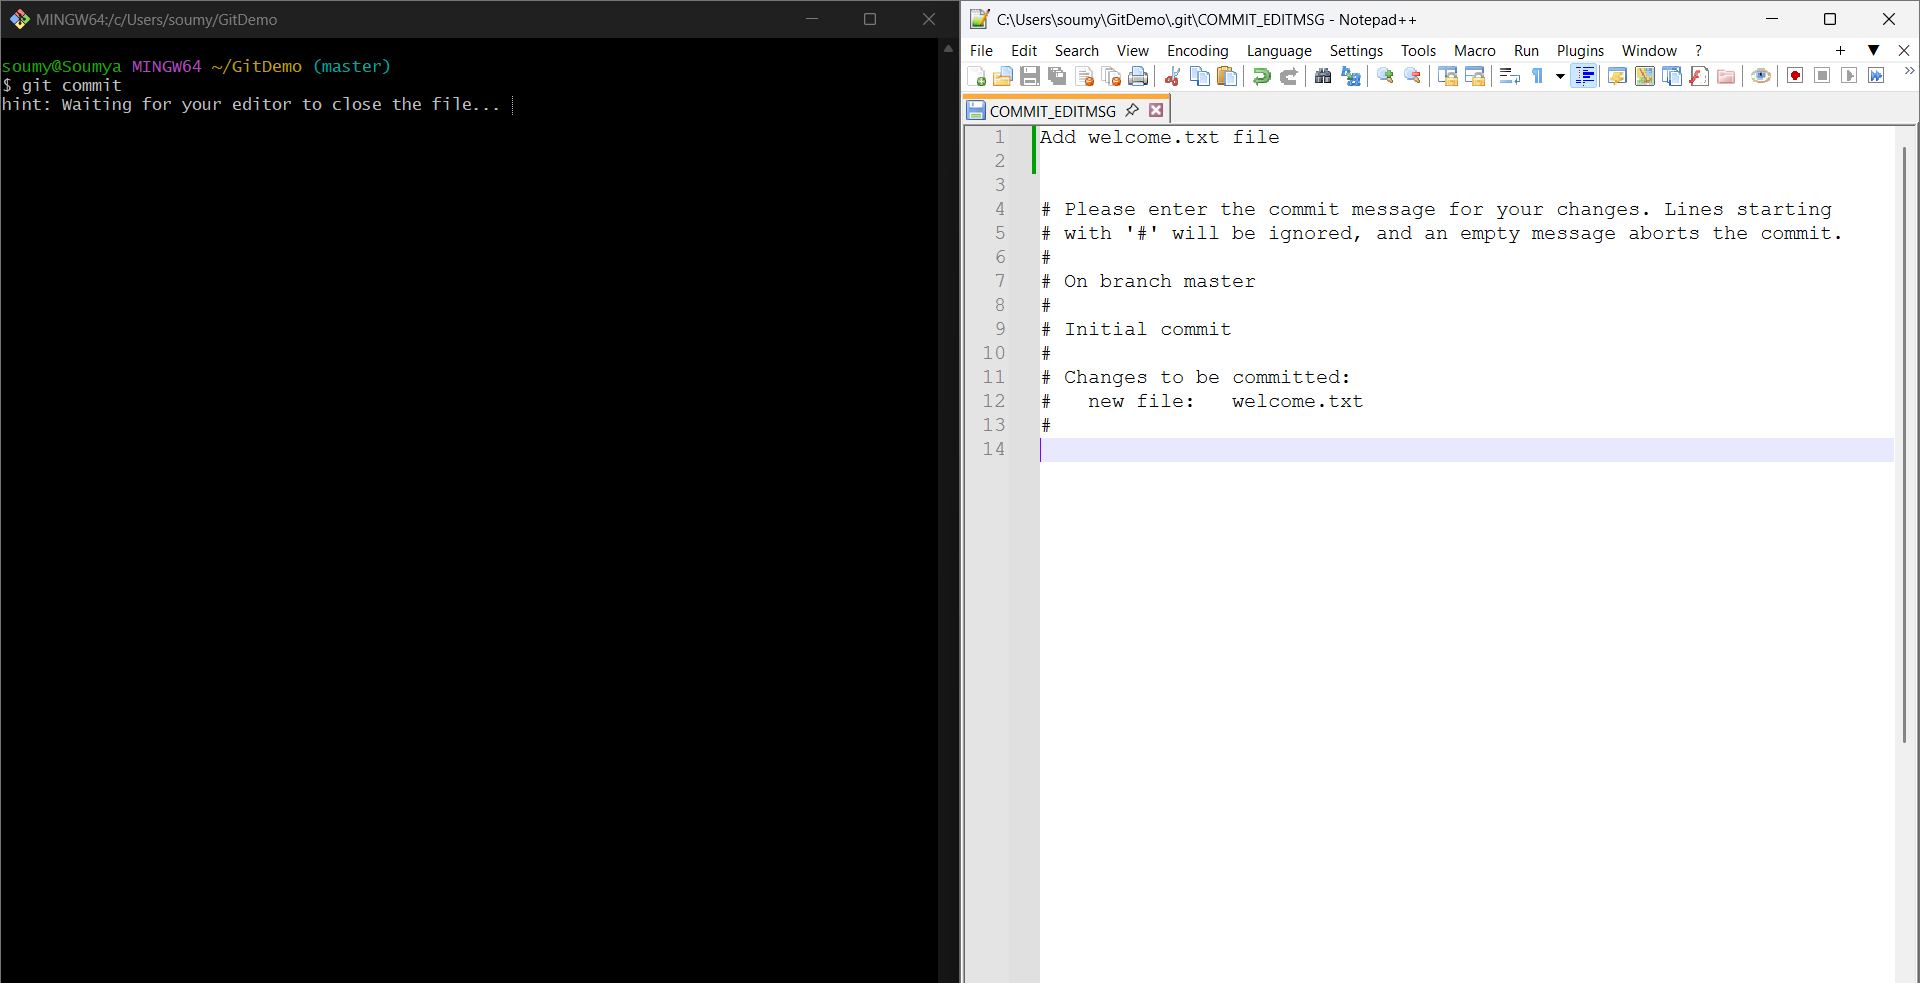 MINGW64:/c/Users/soumy/GitDemo
soumy@Soumya MINGW64 ~/GitDemo (master)
$ git commit
hint: Waiting for your editor to close the file...
C:\Users\soumy\GitDemo\.git\COMMIT_EDITMSG - Notepad++
File Edit Search View Encoding Language Settings Tools Macro Run Plugins Window ?
COMMIT_EDITMSG
1 Add welcome.txt file
2
3
4 # Please enter the commit message for your changes. Lines starting
5 # with '#' will be ignored, and an empty message aborts the commit.
6 #
7 # On branch master
8 #
9 # Initial commit
10 #
11 # Changes to be committed:
12 #   new file:   welcome.txt
13 #
14